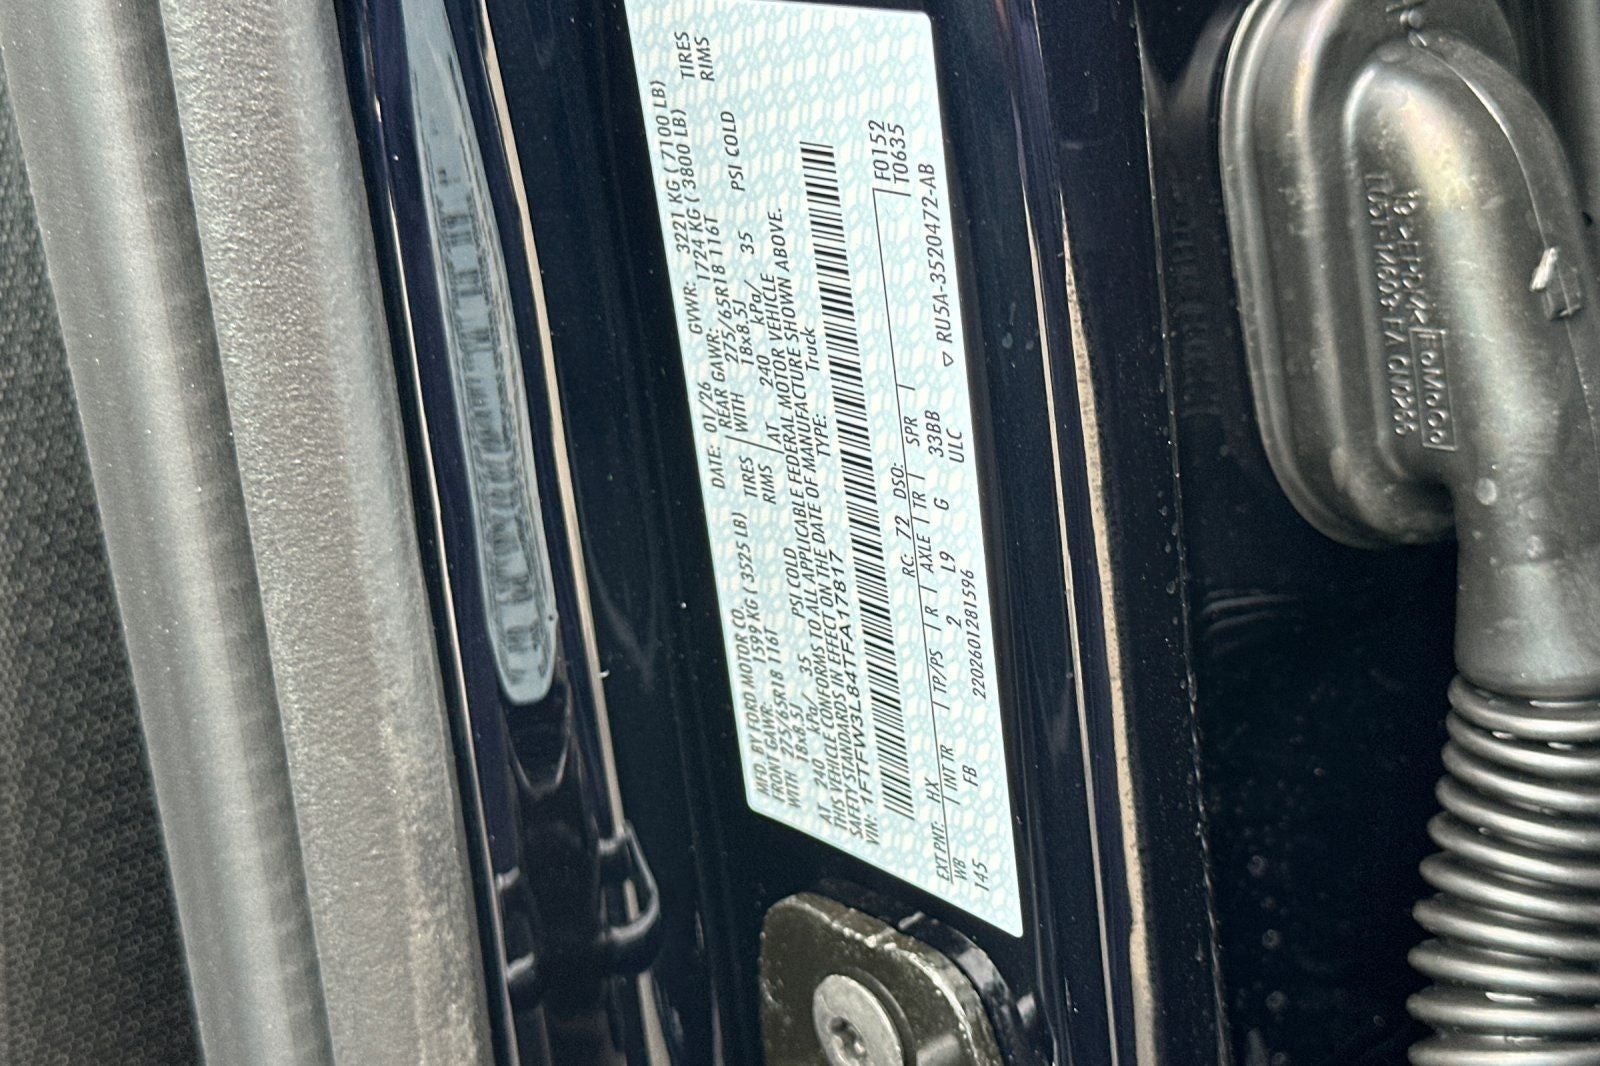 MFD. BY FORD MOTOR CO.
DATE: 01/26 GVWR: 3221 KG ( 7100 LB)
FRONT GAWR: 1599 KG ( 3525 LB) REAR GAWR: 1724 KG ( 3800 LB)
WITH 275/65R18 116T TIRES WITH 275/65R18 116T TIRES
18x8.5J RIMS 18x8.5J RIMS
AT 240 kPa/ 35 PSI COLD AT 240 kPa/ 35 PSI COLD
THIS VEHICLE CONFORMS TO ALL APPLICABLE FEDERAL MOTOR VEHICLE
SAFETY STANDARDS IN EFFECT ON THE DATE OF MANUFACTURE SHOWN ABOVE.
VIN: 1FTFW3L84TFA17817 TYPE: Truck
F0152
T0635
EXT PNT: HX RC: 72 DSO:
WB INT TR TP/PS R AXLE TR SPR
145 FB 2 L9 G 33BB
2202601281596 ULC
RU5A-3520472-AB
FoMoCo